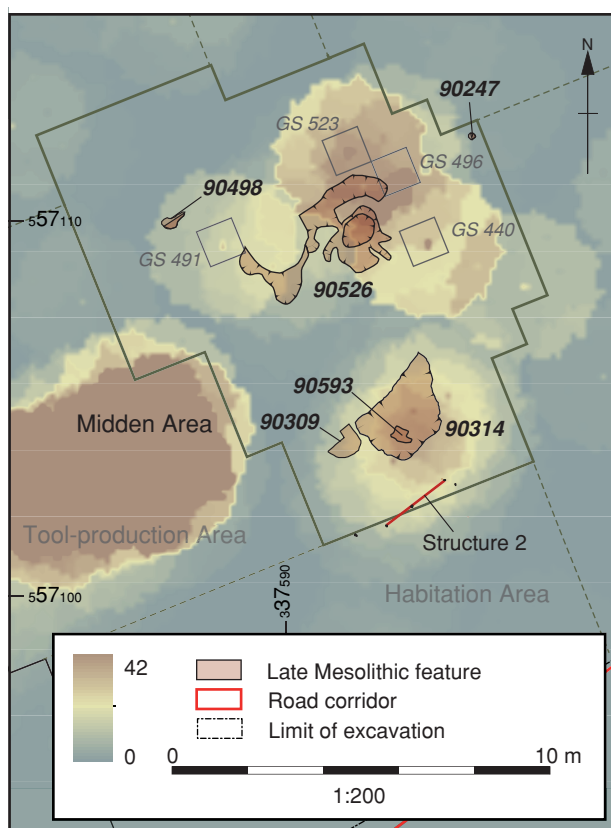 N
90247
GS 523
GS 496
90498
557110
GS 440
GS 491
90526
90593
Midden Area
90309
90314
Tool-production Area
Structure 2
557100
337590
Habitation Area
42
Late Mesolithic feature
Road corridor
0
Limit of excavation
0
10 m
1:200